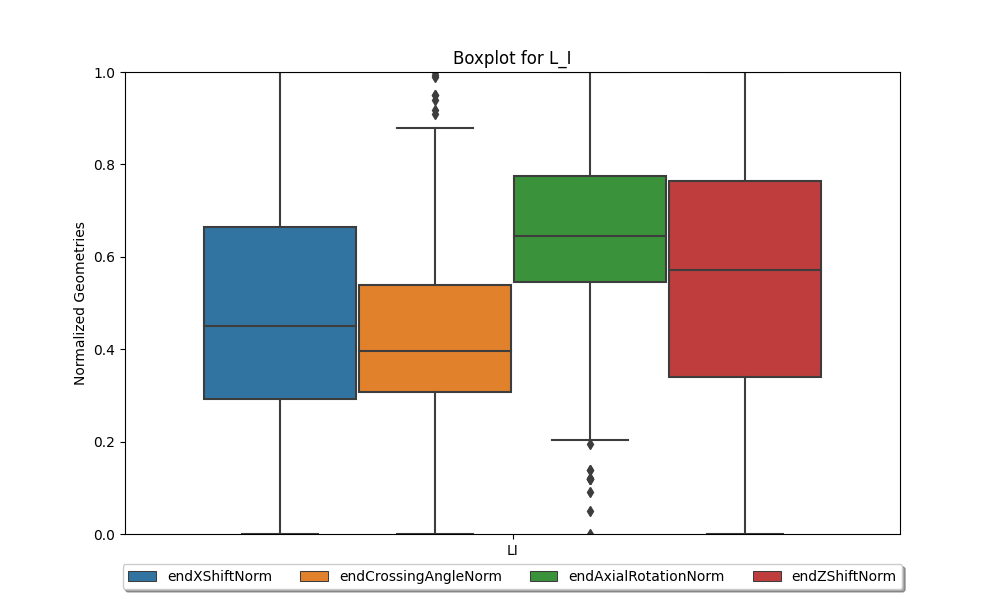 Boxplot for L_I
1.0
0.8
0.6
0.4
0.2
0.0
Normalized Geometries
LI
endXShiftNorm endCrossingAngleNorm endAxialRotationNorm endZShiftNorm